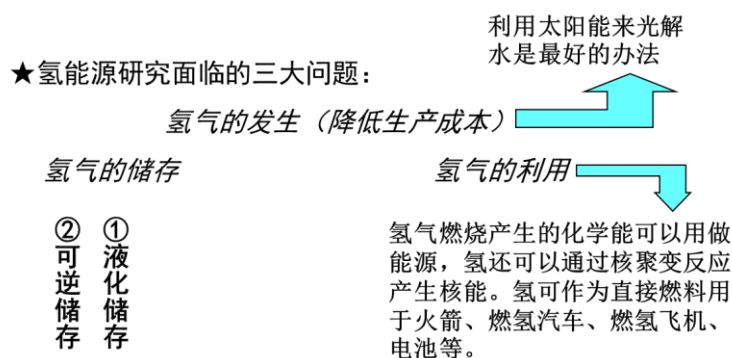 利用太阳能来光解
水是最好的办法
★氢能源研究面临的三大问题：
氢气的发生（降低生产成本）
氢气的储存
氢气的利用
①液化储存
②可逆储存
氢气燃烧产生的化学能可以用做
能源，氢还可以通过核聚变反应
产生核能。氢可作为直接燃料用
于火箭、燃氢汽车、燃氢飞机、
电池等。